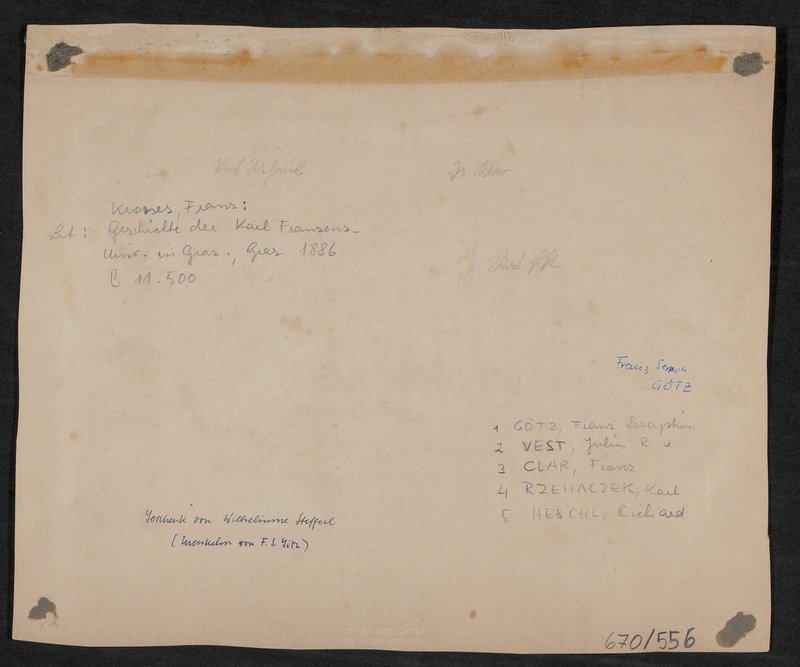 Krones, Franz:
Lit: Geschichte der Karl Franzens-
Univ. in Graz., Graz 1886
B 11.500
Franz Seraph
GÖTZ
1 GÖTZ, Franz Seraphin
2 VEST, Julius R v
3 CLAR, Franz
4 RZEHACZEK, Karl
5 HESCHL, Richard
Geschenk von Wilhelmine
(Urenkelin von F. S. Götz)
670/556